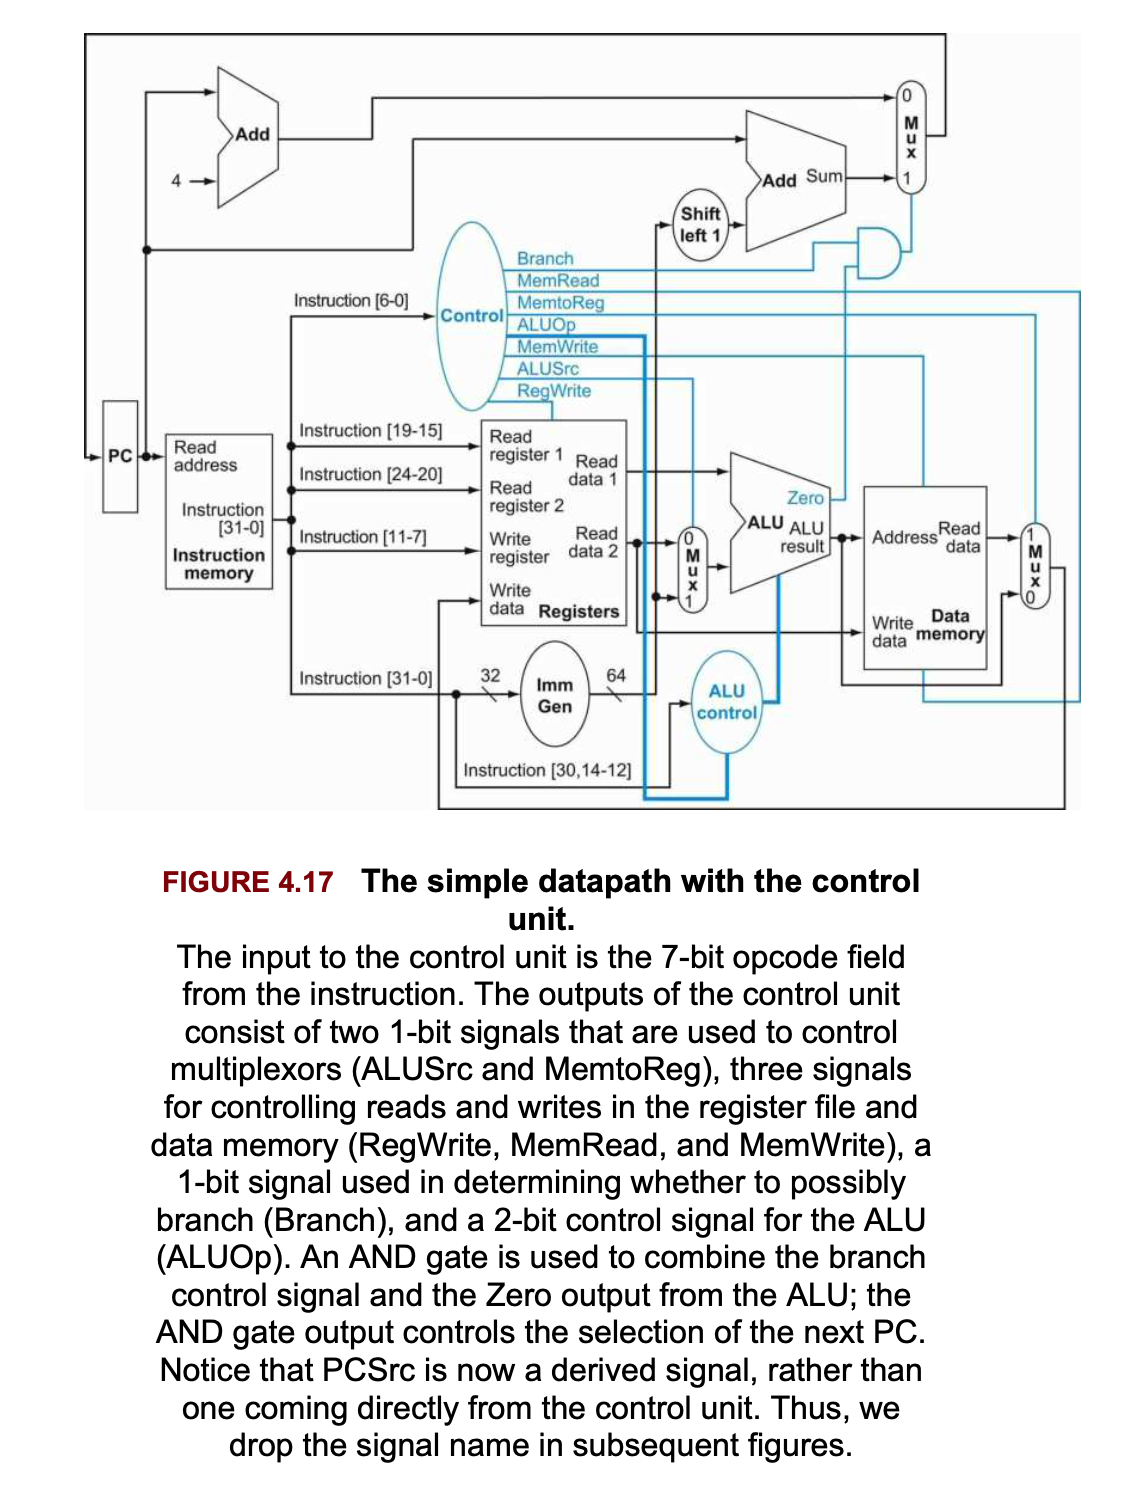 0
M
u
x
1
Add
4
Add Sum
Shift
left 1
Branch
MemRead
Instruction [6-0]
MemtoReg
Control
ALUOp
MemWrite
ALUSrc
RegWrite
PC
Read
address
Instruction
[31-0]
Instruction
memory
Instruction [19-15]
Instruction [24-20]
Instruction [11-7]
Read
register 1
Read
data 1
Read
register 2
Write
register
Read
data 2
Write
data
Registers
0
M
u
x
1
Zero
ALU
ALU
result
Address
Read
data
Write
data
Data
memory
1
M
u
x
0
Instruction [31-0]
32
Imm
Gen
64
ALU
control
Instruction [30,14-12]
FIGURE 4.17 The simple datapath with the control
unit.
The input to the control unit is the 7-bit opcode field
from the instruction. The outputs of the control unit
consist of two 1-bit signals that are used to control
multiplexors (ALUSrc and MemtoReg), three signals
for controlling reads and writes in the register file and
data memory (RegWrite, MemRead, and MemWrite), a
1-bit signal used in determining whether to possibly
branch (Branch), and a 2-bit control signal for the ALU
(ALUOp). An AND gate is used to combine the branch
control signal and the Zero output from the ALU; the
AND gate output controls the selection of the next PC.
Notice that PCSrc is now a derived signal, rather than
one coming directly from the control unit. Thus, we
drop the signal name in subsequent figures.